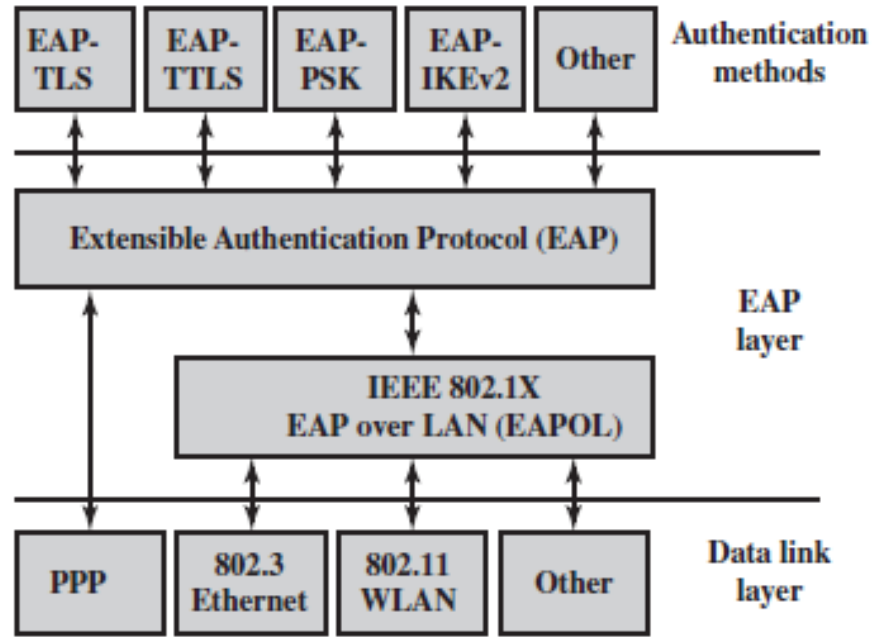 EAP-
TLS
EAP-
TTLS
EAP-
PSK
EAP-
IKEv2
Other
Authentication
methods
Extensible Authentication Protocol (EAP)
EAP
layer
IEEE 802.1X
EAP over LAN (EAPOL)
PPP
802.3
Ethernet
802.11
WLAN
Other
Data link
layer